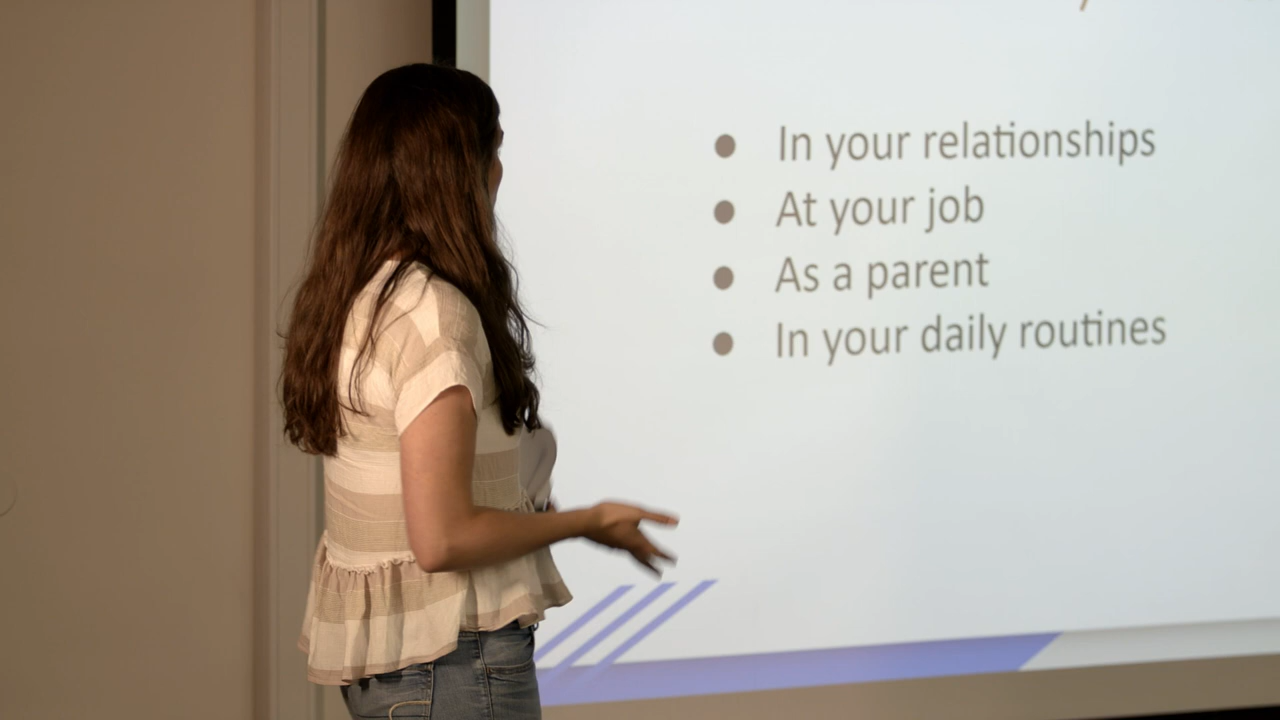 In your relationships
At your job
As a parent
In your daily routines